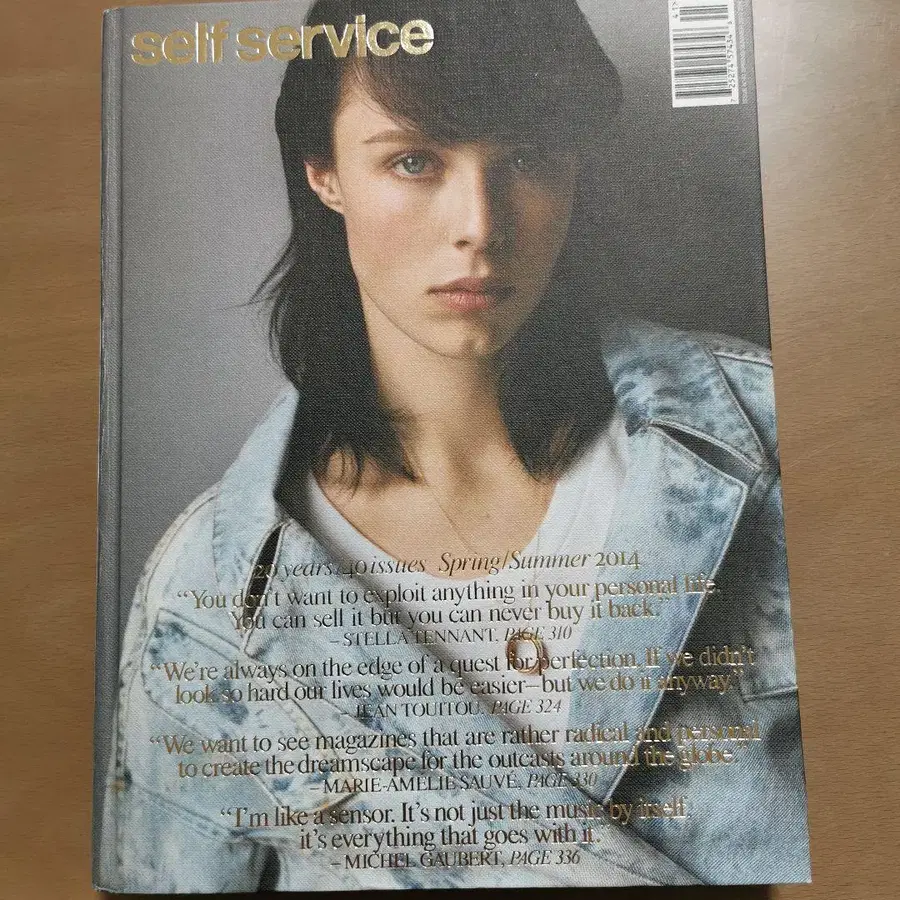 self service
20 years/40 issues Spring/Summer 2014
“You don't want to exploit anything in your personal life.
You can sell it but you can never buy it back.”
– STELLA TENNANT, PAGE 310
“We're always on the edge of a quest for perfection. If we didn't
look so hard our lives would be easier—but we do it anyway.”
– JEAN TOUITOU, PAGE 324
“We want to see magazines that are rather radical and personal
to create the dreamscape for the outcasts around the globe.”
– MARIE-AMELIE SAUVÉ, PAGE 330
“I'm like a sensor. It's not just the music by itself,
it's everything that goes with it.”
– MICHEL GAUBERT, PAGE 336